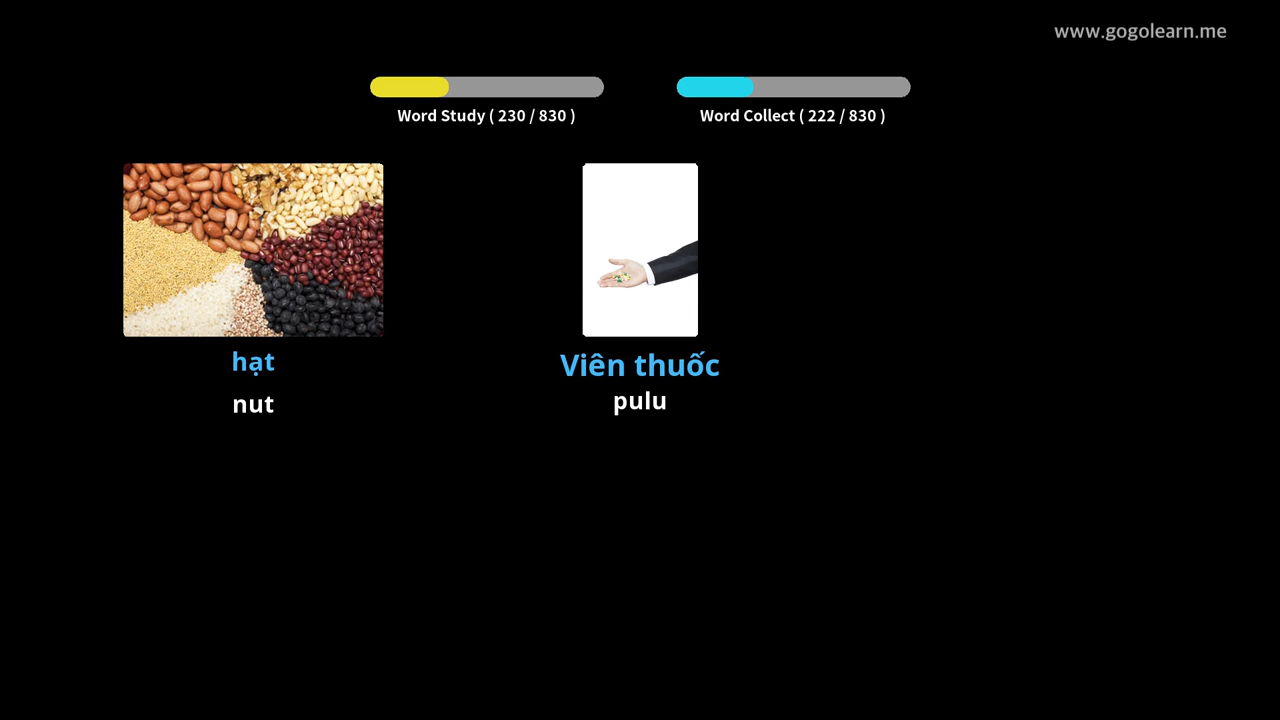 www.gogolearn.me
Word Study ( 230 / 830 )
Word Collect ( 222 / 830 )
hạt
nut
Viên thuốc
pulu